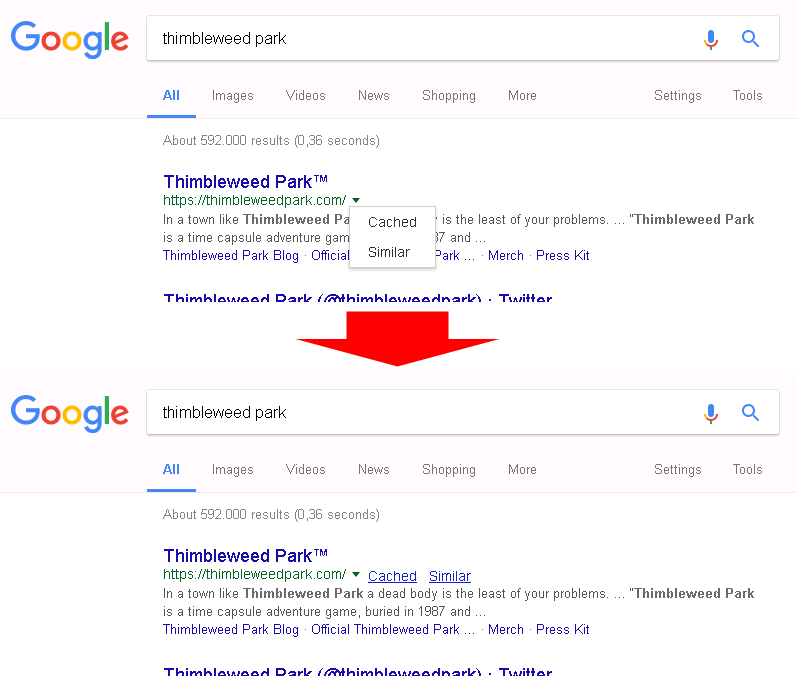 Google thimbleweed park
All Images Videos News Shopping More Settings Tools
About 592.000 results (0,36 seconds)
Thimbleweed Park™
https://thimbleweedpark.com/
Cached
Similar
In a town like Thimbleweed Pa y is the least of your problems. ... "Thimbleweed Park
is a time capsule adventure gam 37 and ...
Thimbleweed Park Blog · Official Park ... · Merch · Press Kit
Thimbleweed Park (@thimbleweedpark) · Twitter
Google thimbleweed park
All Images Videos News Shopping More Settings Tools
About 592.000 results (0,36 seconds)
Thimbleweed Park™
https://thimbleweedpark.com/ Cached Similar
In a town like Thimbleweed Park a dead body is the least of your problems. ... "Thimbleweed Park
is a time capsule adventure game, buried in 1987 and ...
Thimbleweed Park Blog · Official Thimbleweed Park ... · Merch · Press Kit
Thimbleweed Park (@thimbleweedpark) · Twitter